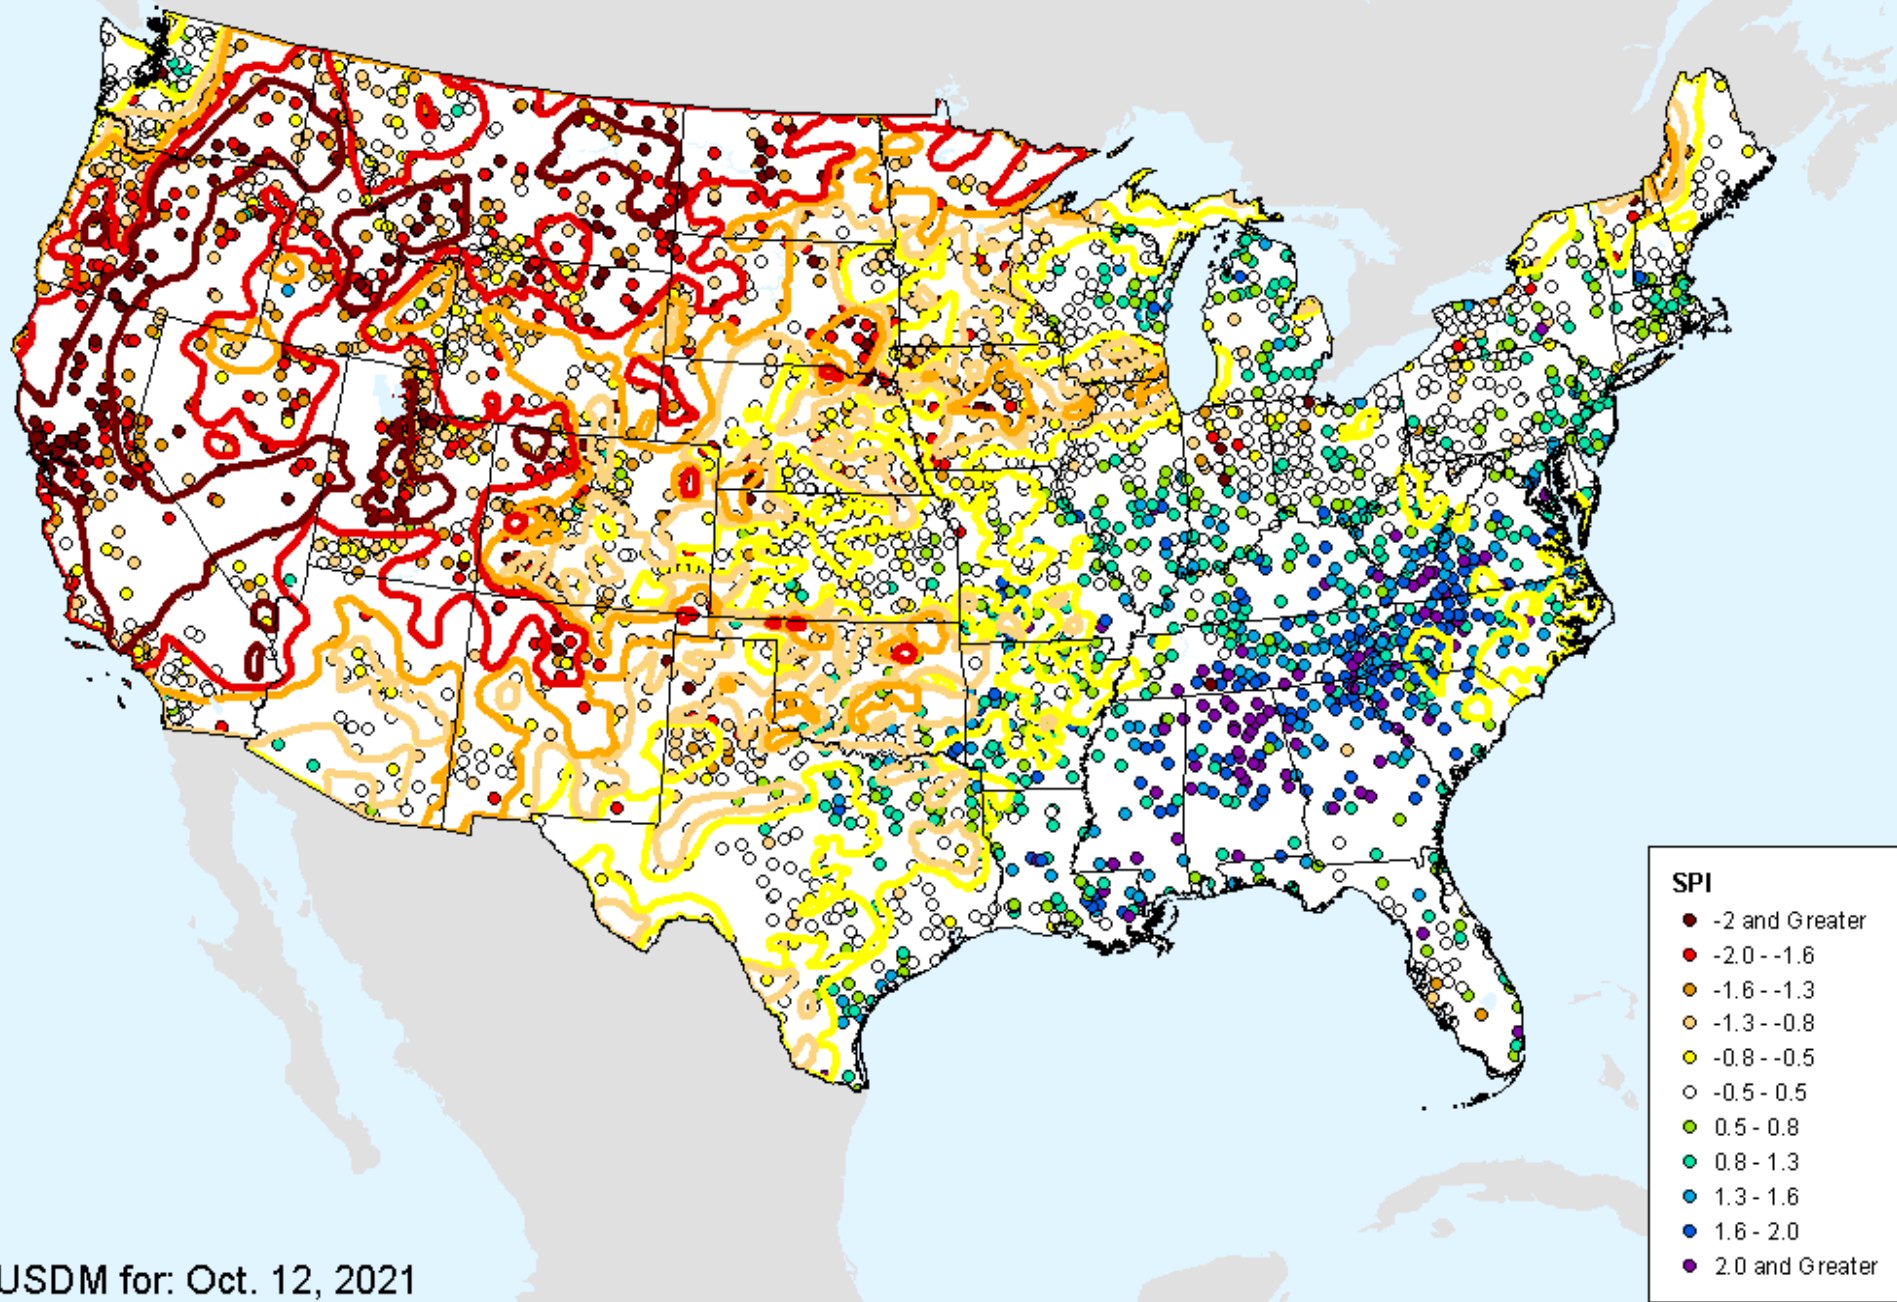 SPI
-2 and Greater
-2.0 - -1.6
-1.6 - -1.3
-1.3 - -0.8
-0.8 - -0.5
-0.5 - 0.5
0.5 - 0.8
0.8 - 1.3
1.3 - 1.6
1.6 - 2.0
2.0 and Greater
USDM for: Oct. 12, 2021